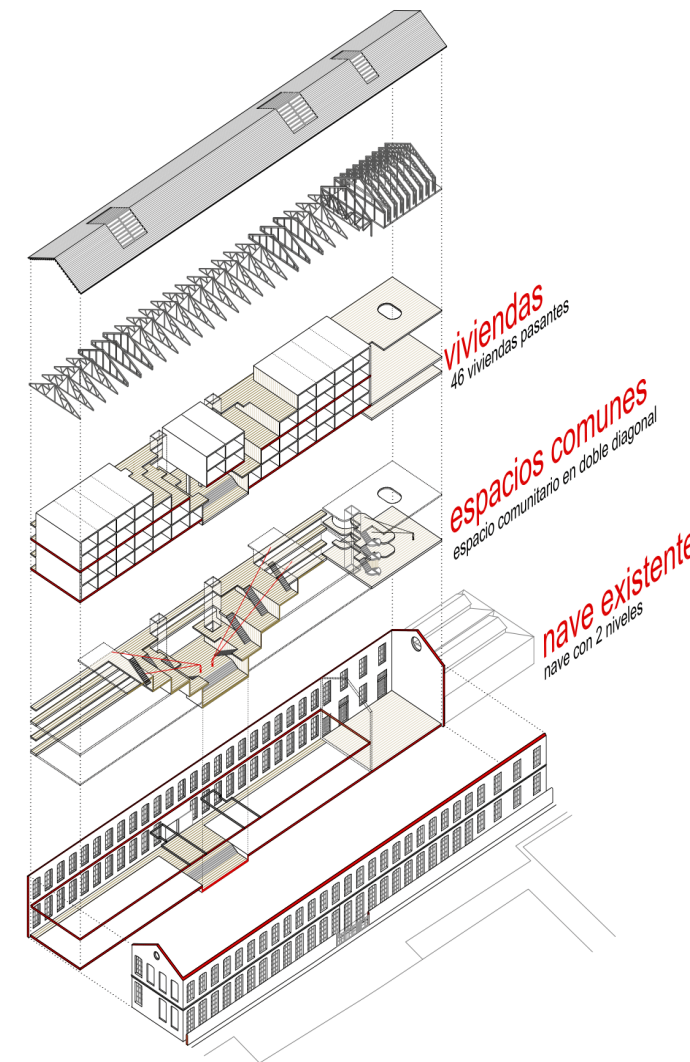 viviendas
46 viviendas pasantes
espacios comunes
espacio comunitario en doble diagonal
nave existente
nave con 2 niveles